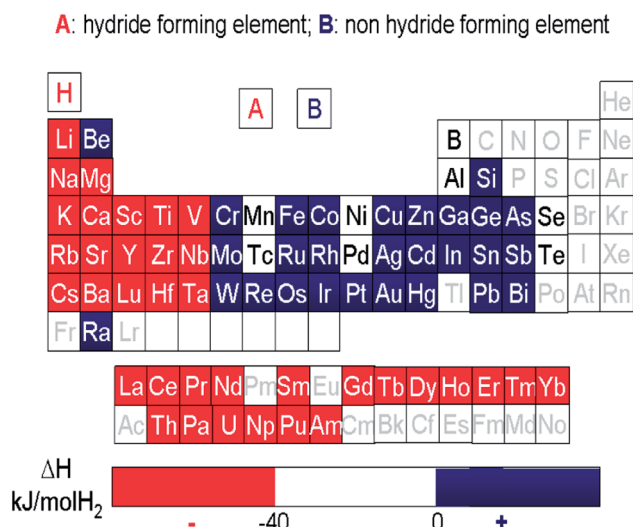 A: hydride forming element; B: non hydride forming element
H He
A B
Li Be B C N O F Ne
Na Mg Al Si P S Cl Ar
K Ca Sc Ti V Cr Mn Fe Co Ni Cu Zn Ga Ge As Se Br Kr
Rb Sr Y Zr Nb Mo Tc Ru Rh Pd Ag Cd In Sn Sb Te I Xe
Cs Ba Lu Hf Ta W Re Os Ir Pt Au Hg Tl Pb Bi Po At Rn
Fr Ra Lr
La Ce Pr Nd Pm Sm Eu Gd Tb Dy Ho Er Tm Yb
Ac Th Pa U Np Pu Am Cm Bk Cf Es Fm Md No
ΔH
kJ/molH₂
- -40 0 +